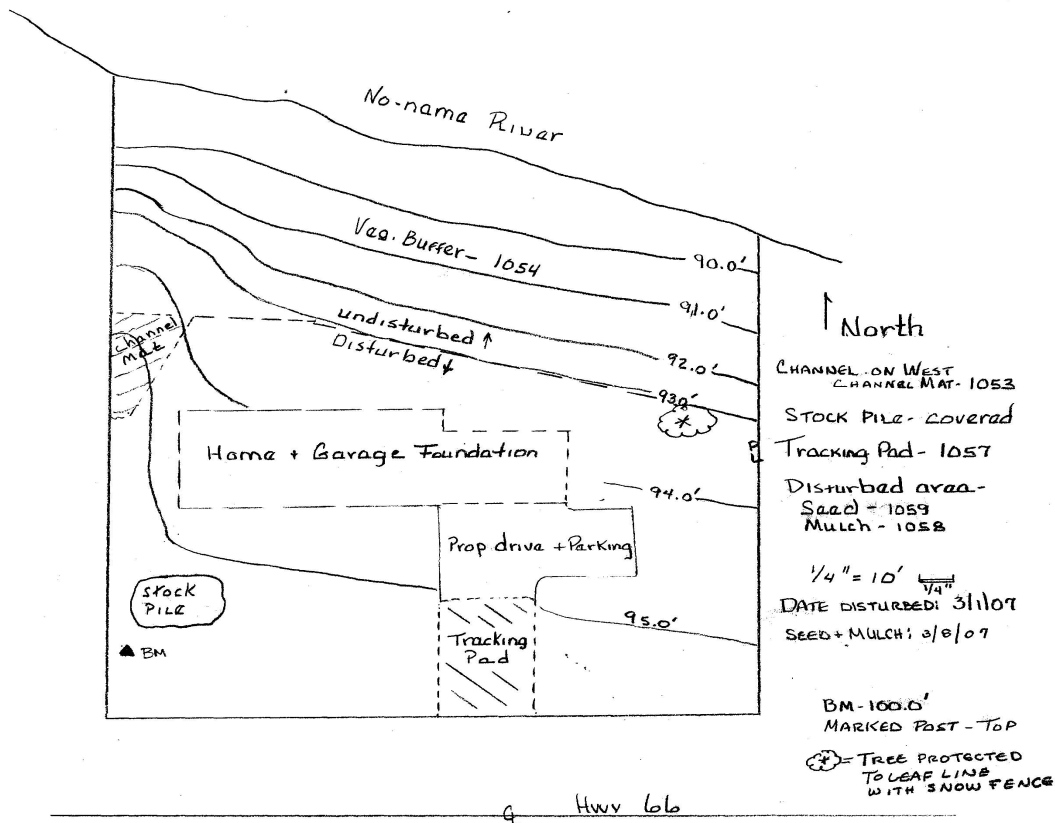 No-name River
Veg. Buffer- 1054
90.0'
91.0'
92.0'
93.0'
undisturbed ↑
Disturbed ↓
Channel
mat
Home + Garage Foundation
94.0'
Prop drive + Parking
95.0'
Stock
Pile
▲ BM
Tracking
Pad
Hwy 66
North
CHANNEL ON WEST
CHANNEL MAT- 1053
STOCK PILE- covered
PL
Tracking Pad- 1057
Disturbed area-
Seed - 1059
Mulch - 1058
1/4" = 10'
1/4"
DATE DISTURBED: 3/1/07
SEED + MULCH: 3/8/07
BM-100.0'
MARKED POST - TOP
= TREE PROTECTED
TO LEAF LINE
WITH SNOW FENCE